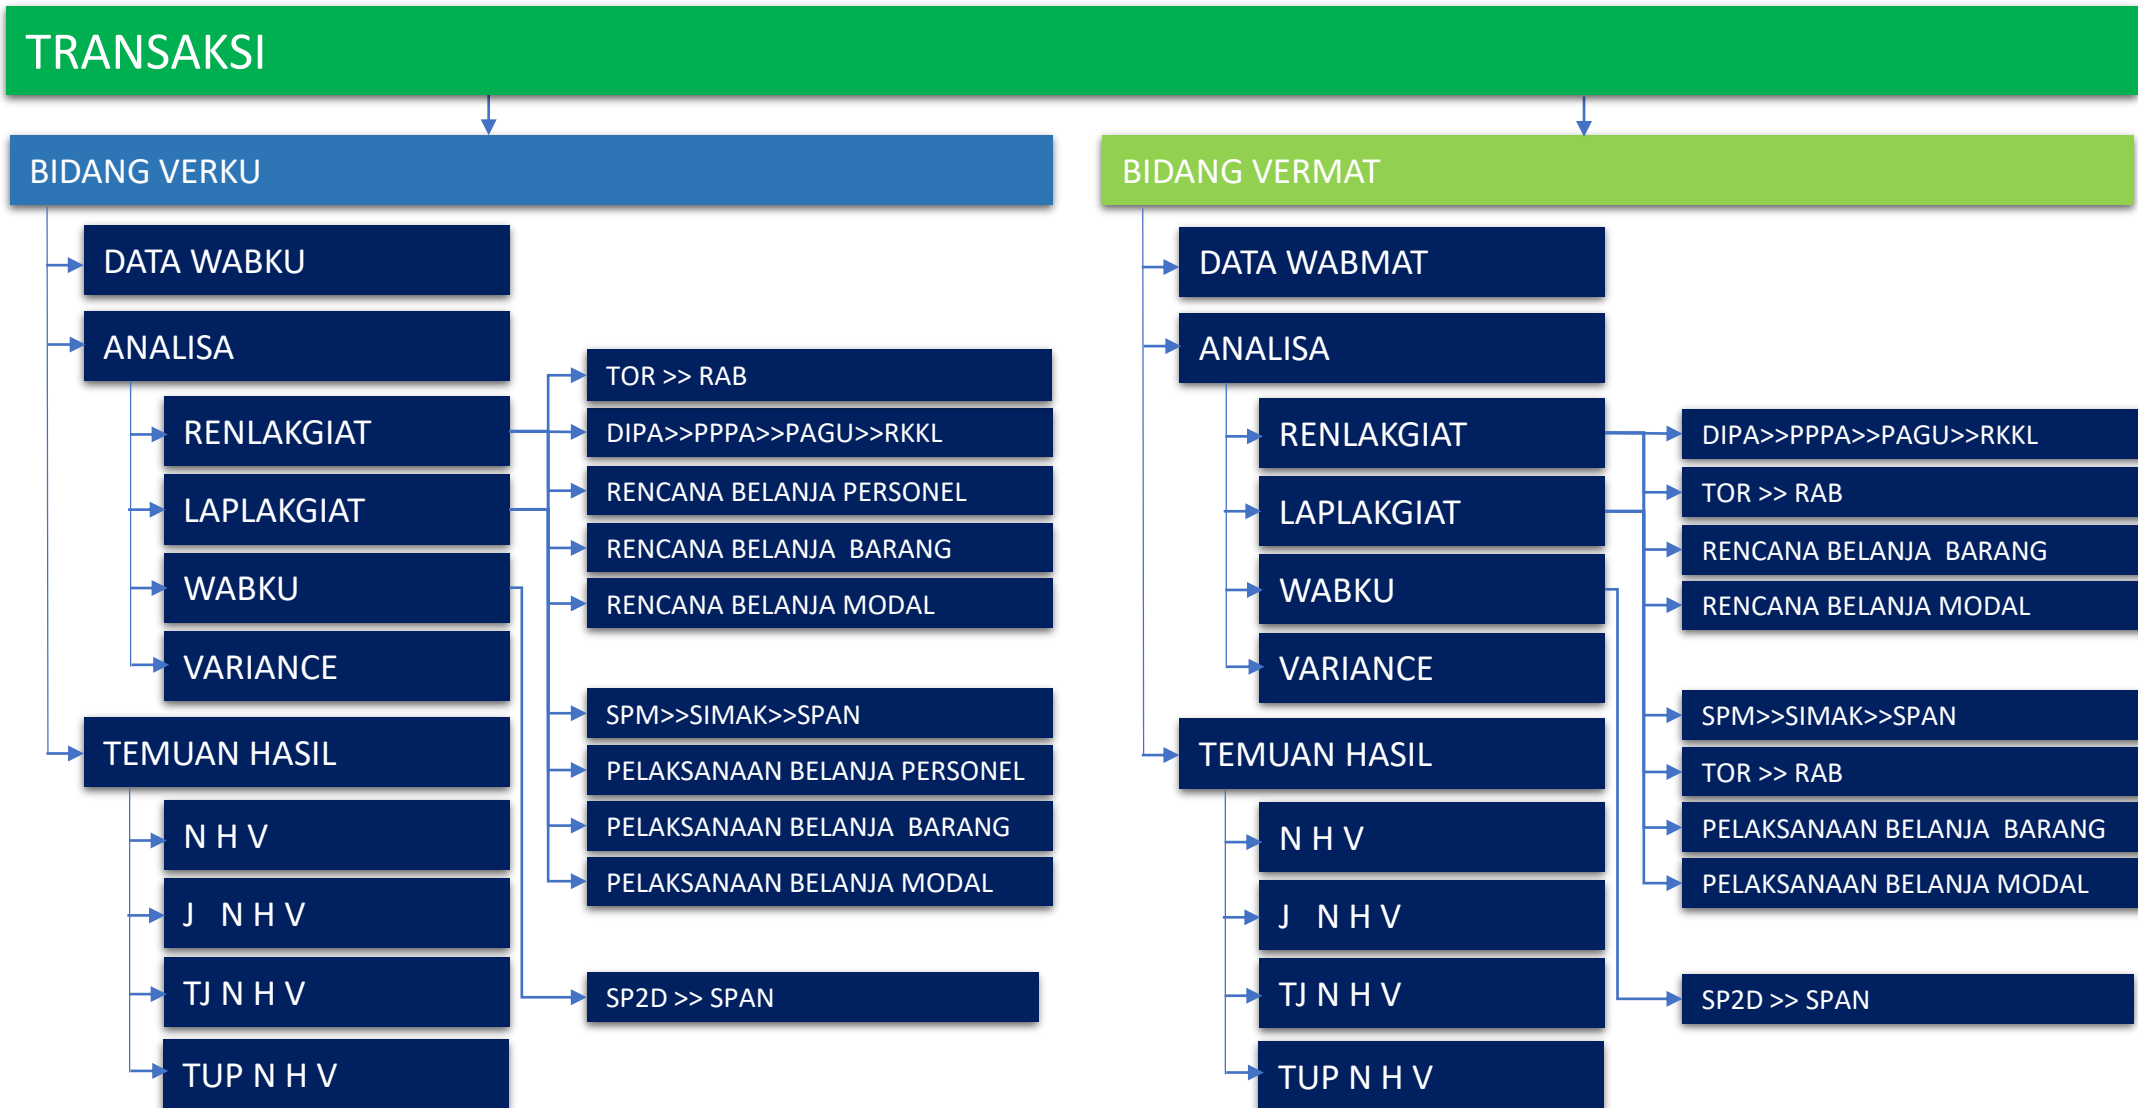 TRANSAKSI
BIDANG VERKU
DATA WABKU
ANALISA
RENLAKGIAT
LAPLAKGIAT
WABKU
VARIANCE
TEMUAN HASIL
N H V
J N H V
TJ N H V
TUP N H V
TOR >> RAB
DIPA>>PPPA>>PAGU>>RKKL
RENCANA BELANJA PERSONEL
RENCANA BELANJA BARANG
RENCANA BELANJA MODAL
SPM>>SIMAK>>SPAN
PELAKSANAAN BELANJA PERSONEL
PELAKSANAAN BELANJA BARANG
PELAKSANAAN BELANJA MODAL
SP2D >> SPAN
BIDANG VERMAT
DATA WABMAT
ANALISA
RENLAKGIAT
LAPLAKGIAT
WABKU
VARIANCE
TEMUAN HASIL
N H V
J N H V
TJ N H V
TUP N H V
DIPA>>PPPA>>PAGU>>RKKL
TOR >> RAB
RENCANA BELANJA BARANG
RENCANA BELANJA MODAL
SPM>>SIMAK>>SPAN
TOR >> RAB
PELAKSANAAN BELANJA BARANG
PELAKSANAAN BELANJA MODAL
SP2D >> SPAN